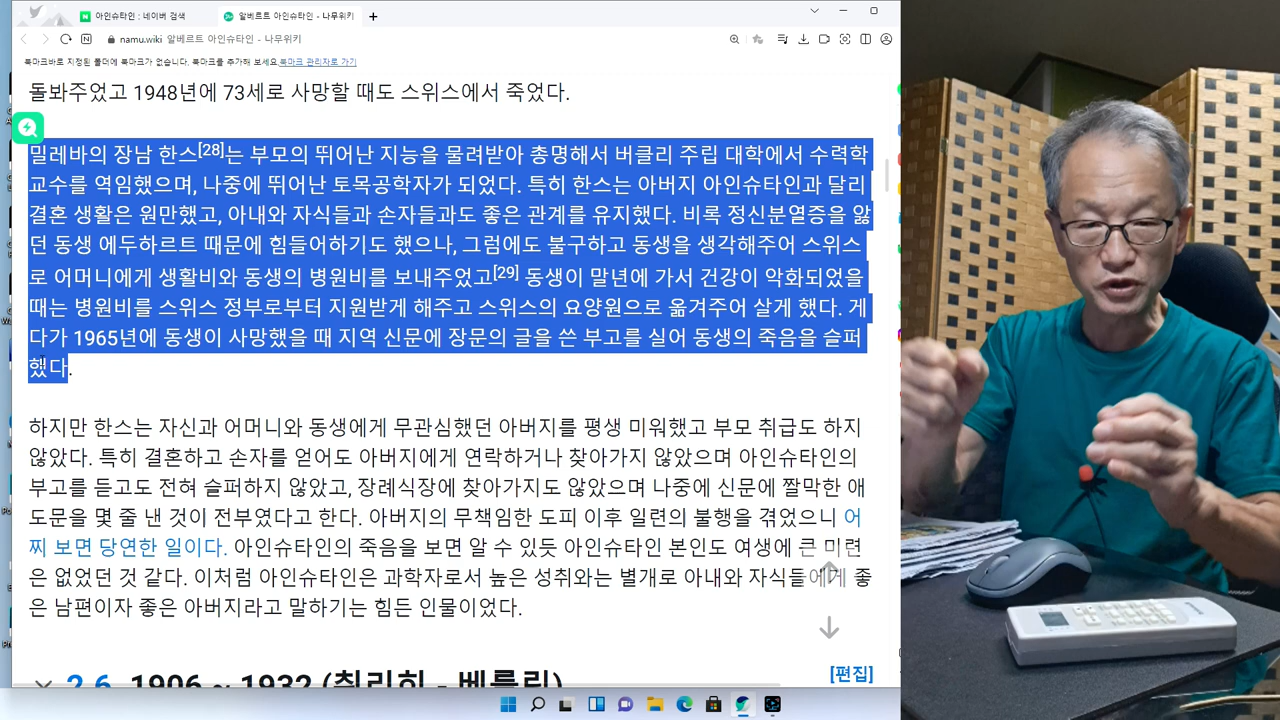 아인슈타인 : 네이버 검색
알베르트 아인슈타인 - 나무위키
namu.wiki 알베르트 아인슈타인 - 나무위키
북마크바로 지정된 폴더에 북마크가 없습니다. 북마크를 추가해 보세요.북마크 관리자로 가기
돌봐주었고 1948년에 73세로 사망할 때도 스위스에서 죽었다.
밀레바의 장남 한스[28]는 부모의 뛰어난 지능을 물려받아 총명해서 버클리 주립 대학에서 수력학
교수를 역임했으며, 나중에 뛰어난 토목공학자가 되었다. 특히 한스는 아버지 아인슈타인과 달리
결혼 생활은 원만했고, 아내와 자식들과 손자들과도 좋은 관계를 유지했다. 비록 정신분열증을 앓
던 동생 에두하르트 때문에 힘들어하기도 했으나, 그럼에도 불구하고 동생을 생각해주어 스위스
로 어머니에게 생활비와 동생의 병원비를 보내주었고[29] 동생이 말년에 가서 건강이 악화되었을
때는 병원비를 스위스 정부로부터 지원받게 해주고 스위스의 요양원으로 옮겨주어 살게 했다. 게
다가 1965년에 동생이 사망했을 때 지역 신문에 장문의 글을 쓴 부고를 실어 동생의 죽음을 슬퍼
했다.
하지만 한스는 자신과 어머니와 동생에게 무관심했던 아버지를 평생 미워했고 부모 취급도 하지
않았다. 특히 결혼하고 손자를 얻어도 아버지에게 연락하거나 찾아가지 않았으며 아인슈타인의
부고를 듣고도 전혀 슬퍼하지 않았고, 장례식장에 찾아가지도 않았으며 나중에 신문에 짤막한 애
도문을 몇 줄 낸 것이 전부였다고 한다. 아버지의 무책임한 도피 이후 일련의 불행을 겪었으니 어
찌 보면 당연한 일이다. 아인슈타인의 죽음을 보면 알 수 있듯 아인슈타인 본인도 여생에 큰 미련
은 없었던 것 같다. 이처럼 아인슈타인은 과학자로서 높은 성취와는 별개로 아내와 자식들에게 좋
은 남편이자 좋은 아버지라고 말하기는 힘든 인물이었다.
2.6. 1906 ~ 1932 (취리히 - 베를린)
[편집]